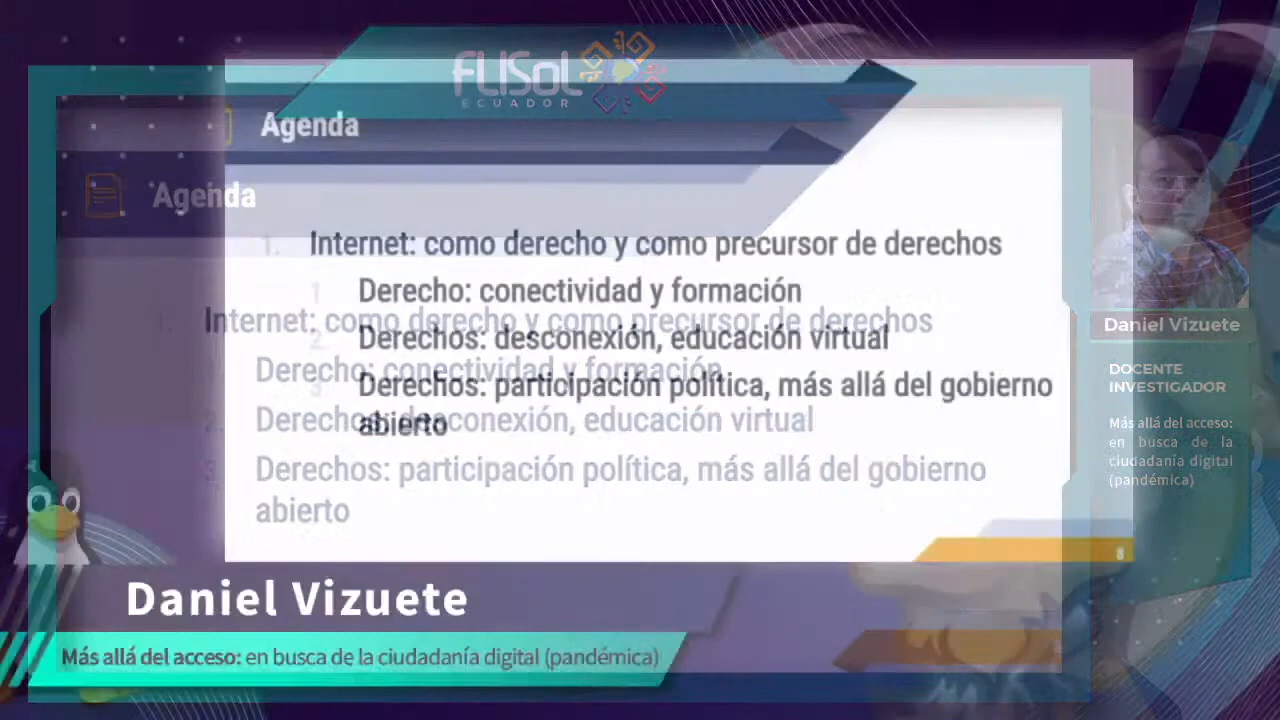 FLISoL
ECUADOR
Agenda
Agenda
1. Internet: como derecho y como precursor de derechos
1 Derecho: conectividad y formación
2. Derechos: desconexión, educación virtual
3 Derechos: participación política, más allá del gobierno
abierto
1. Internet: como derecho y como precursor de derechos
Derecho: conectividad y formación
2. Derechos: desconexión, educación virtual
3 Derechos: participación política, más allá del gobierno
abierto
8
Daniel Vizuete
DOCENTE
INVESTIGADOR
Más allá del acceso:
en busca de la
ciudadanía digital
(pandémica)
Daniel Vizuete
Más allá del acceso: en busca de la ciudadanía digital (pandémica)